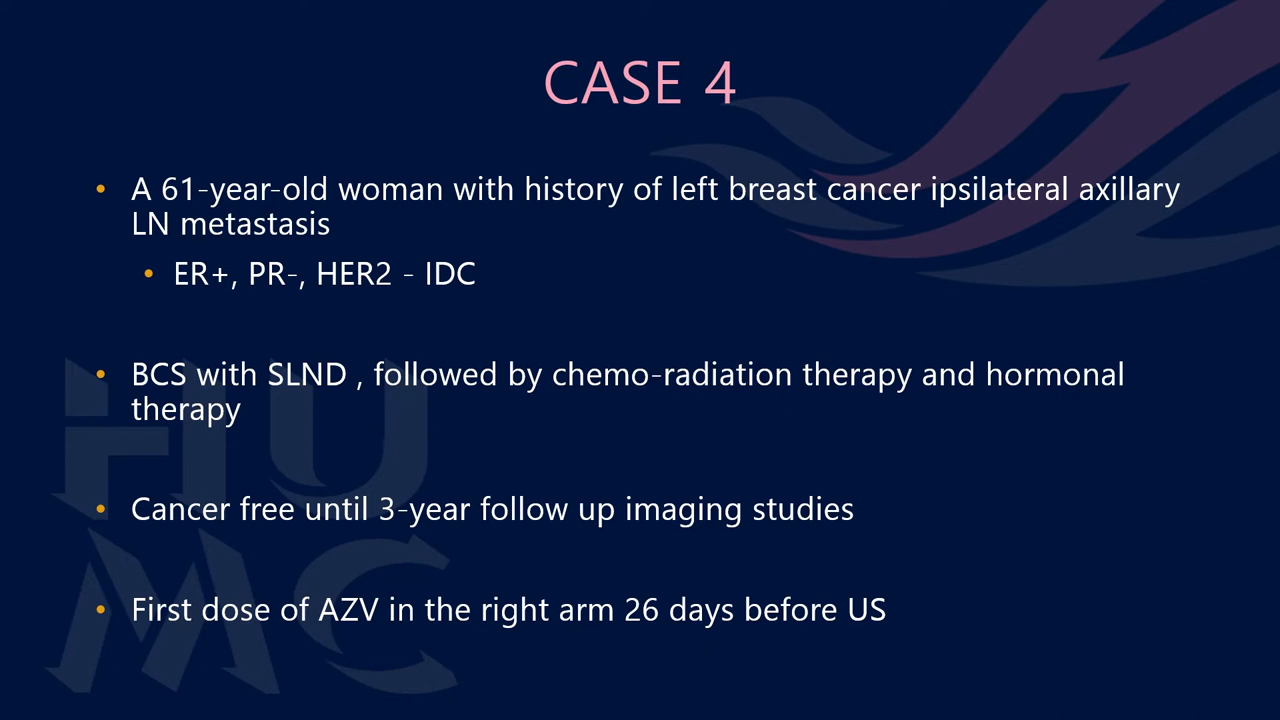 CASE 4
• A 61-year-old woman with history of left breast cancer ipsilateral axillary
LN metastasis
• ER+, PR-, HER2 - IDC
• BCS with SLND , followed by chemo-radiation therapy and hormonal
therapy
• Cancer free until 3-year follow up imaging studies
• First dose of AZV in the right arm 26 days before US
HU
MC